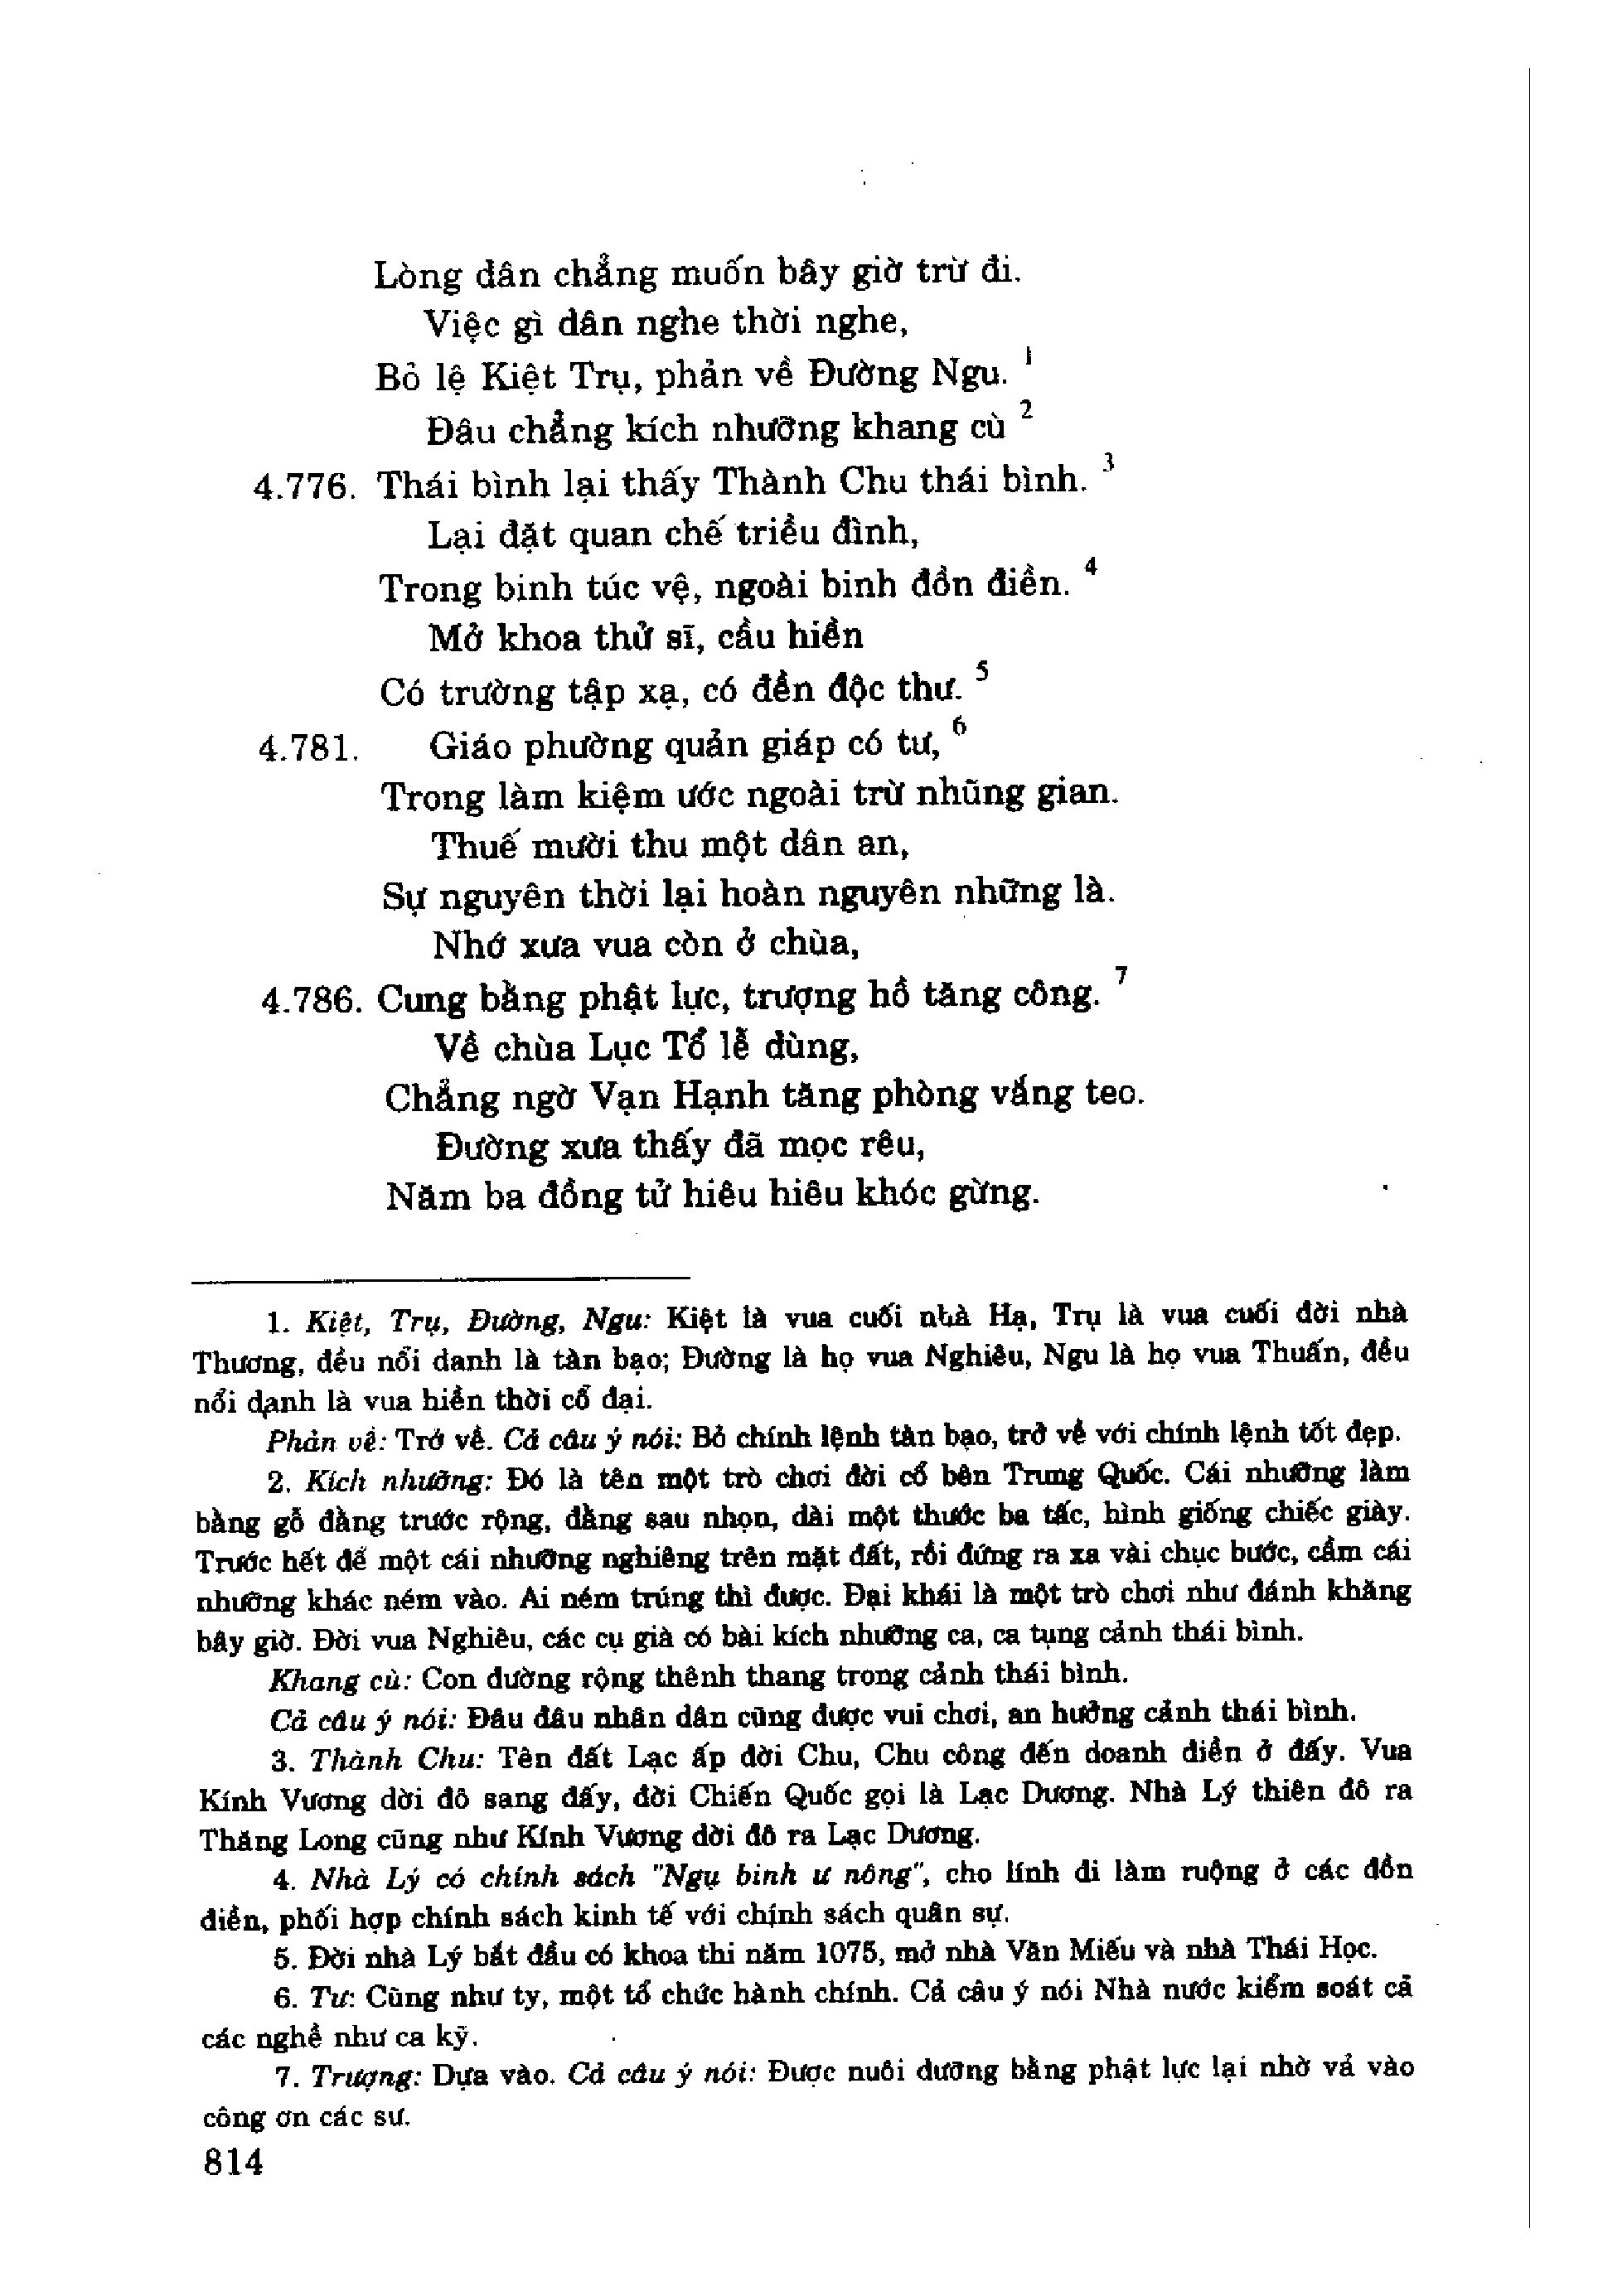 Lòng dân chẳng muốn bây giờ trừ đi.
Việc gì dân nghe thời nghe,
Bỏ lệ Kiệt Trụ, phản về Đường Ngu. 1
Đâu chẳng kích nhưỡng khang cù 2
4.776. Thái bình lại thấy Thành Chu thái bình. 3
Lại đặt quan chế triều đình,
Trong binh túc vệ, ngoài binh đồn điền. 4
Mở khoa thử sĩ, cầu hiền
Có trường tập xạ, có đền độc thư. 5
4.781. Giáo phường quản giáp có tư, 6
Trong làm kiệm ước ngoài trừ nhũng gian.
Thuế mười thu một dân an,
Sự nguyên thời lại hoàn nguyên những là.
Nhớ xưa vua còn ở chùa,
4.786. Cung bằng phật lực, trượng hồ tăng công. 7
Về chùa Lục Tổ lễ dùng,
Chẳng ngờ Vạn Hạnh tăng phòng vắng teo.
Đường xưa thấy đã mọc rêu,
Năm ba đồng tử hiêu hiêu khóc gừng.
1. Kiệt, Trụ, Đường, Ngu: Kiệt là vua cuối nhà Hạ, Trụ là vua cuối đời nhà
Thương, đều nổi danh là tàn bạo; Đường là họ vua Nghiêu, Ngu là họ vua Thuấn, đều
nổi danh là vua hiền thời cổ đại.
Phản về: Trở về. Cả câu ý nói: Bỏ chính lệnh tàn bạo, trở về với chính lệnh tốt đẹp.
2. Kích nhưỡng: Đó là tên một trò chơi đời cổ bên Trung Quốc. Cái nhưỡng làm
bằng gỗ đằng trước rộng, đằng sau nhọn, dài một thước ba tấc, hình giống chiếc giày.
Trước hết để một cái nhưỡng nghiêng trên mặt đất, rồi đứng ra xa vài chục bước, cầm cái
nhưỡng khác ném vào. Ai ném trúng thì được. Đại khái là một trò chơi như đánh khăng
bây giờ. Đời vua Nghiêu, các cụ già có bài kích nhưỡng ca, ca tụng cảnh thái bình.
Khang cù: Con đường rộng thênh thang trong cảnh thái bình.
Cả câu ý nói: Đâu đâu nhân dân cũng được vui chơi, an hưởng cảnh thái bình.
3. Thành Chu: Tên đất Lạc ấp đời Chu, Chu công đến doanh điền ở đấy. Vua
Kính Vương dời đô sang đấy, đời Chiến Quốc gọi là Lạc Dương. Nhà Lý thiên đô ra
Thăng Long cũng như Kính Vương dời đô ra Lạc Dương.
4. Nhà Lý có chính sách "Ngụ binh ư nông", cho lính đi làm ruộng ở các đồn
điền, phối hợp chính sách kinh tế với chính sách quân sự.
5. Đời nhà Lý bắt đầu có khoa thi năm 1075, mở nhà Văn Miếu và nhà Thái Học.
6. Tư: Cũng như ty, một tổ chức hành chính. Cả câu ý nói Nhà nước kiểm soát cả
các nghề như ca kỹ.
7. Trượng: Dựa vào. Cả câu ý nói: Được nuôi dưỡng bằng phật lực lại nhờ vả vào
công ơn các sư.
814